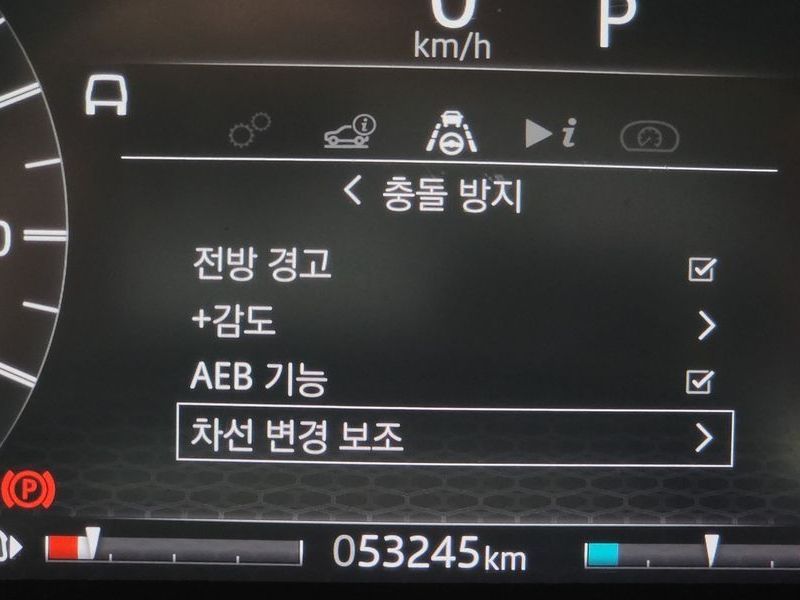 0 P
km/h
충돌 방지
전방 경고
+감도
AEB 기능
차선 변경 보조
P
053245km